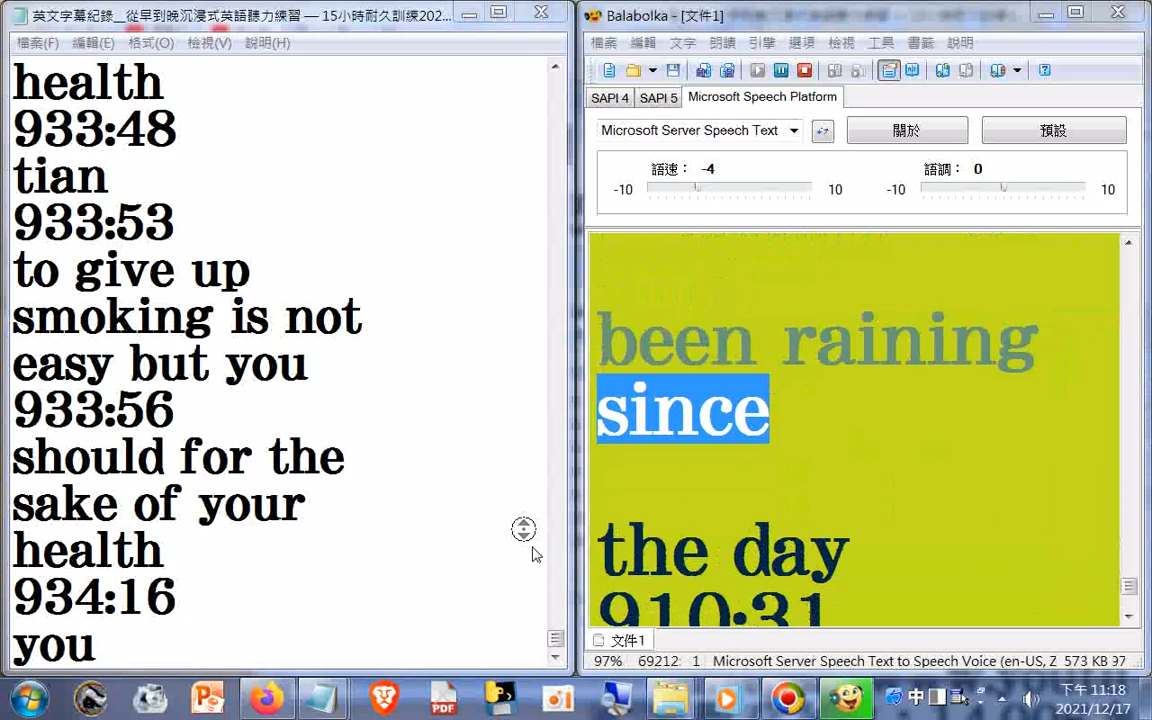 英文字幕紀錄__從早到晚沉浸式英語聽力練習 — 15小時耐久訓練202...
檔案(F) 編輯(E) 格式(O) 檢視(V) 說明(H)
health
933:48
tian
933:53
to give up
smoking is not
easy but you
933:56
should for the
sake of your
health
934:16
you
Balabolka - [文件1]
檔案 編輯 文字 朗讀 引擎 選項 檢視 工具 書籤 說明
SAPI 4 SAPI 5 Microsoft Speech Platform
Microsoft Server Speech Text 關於 預設
語速： -4 語調： 0
-10 10 -10 10
been raining
since
the day
910:31
文件1
97% 69212: 1 Microsoft Server Speech Text to Speech Voice (en-US, Z 573 KB 97
PDF 中 下午 11:18
2021/12/17